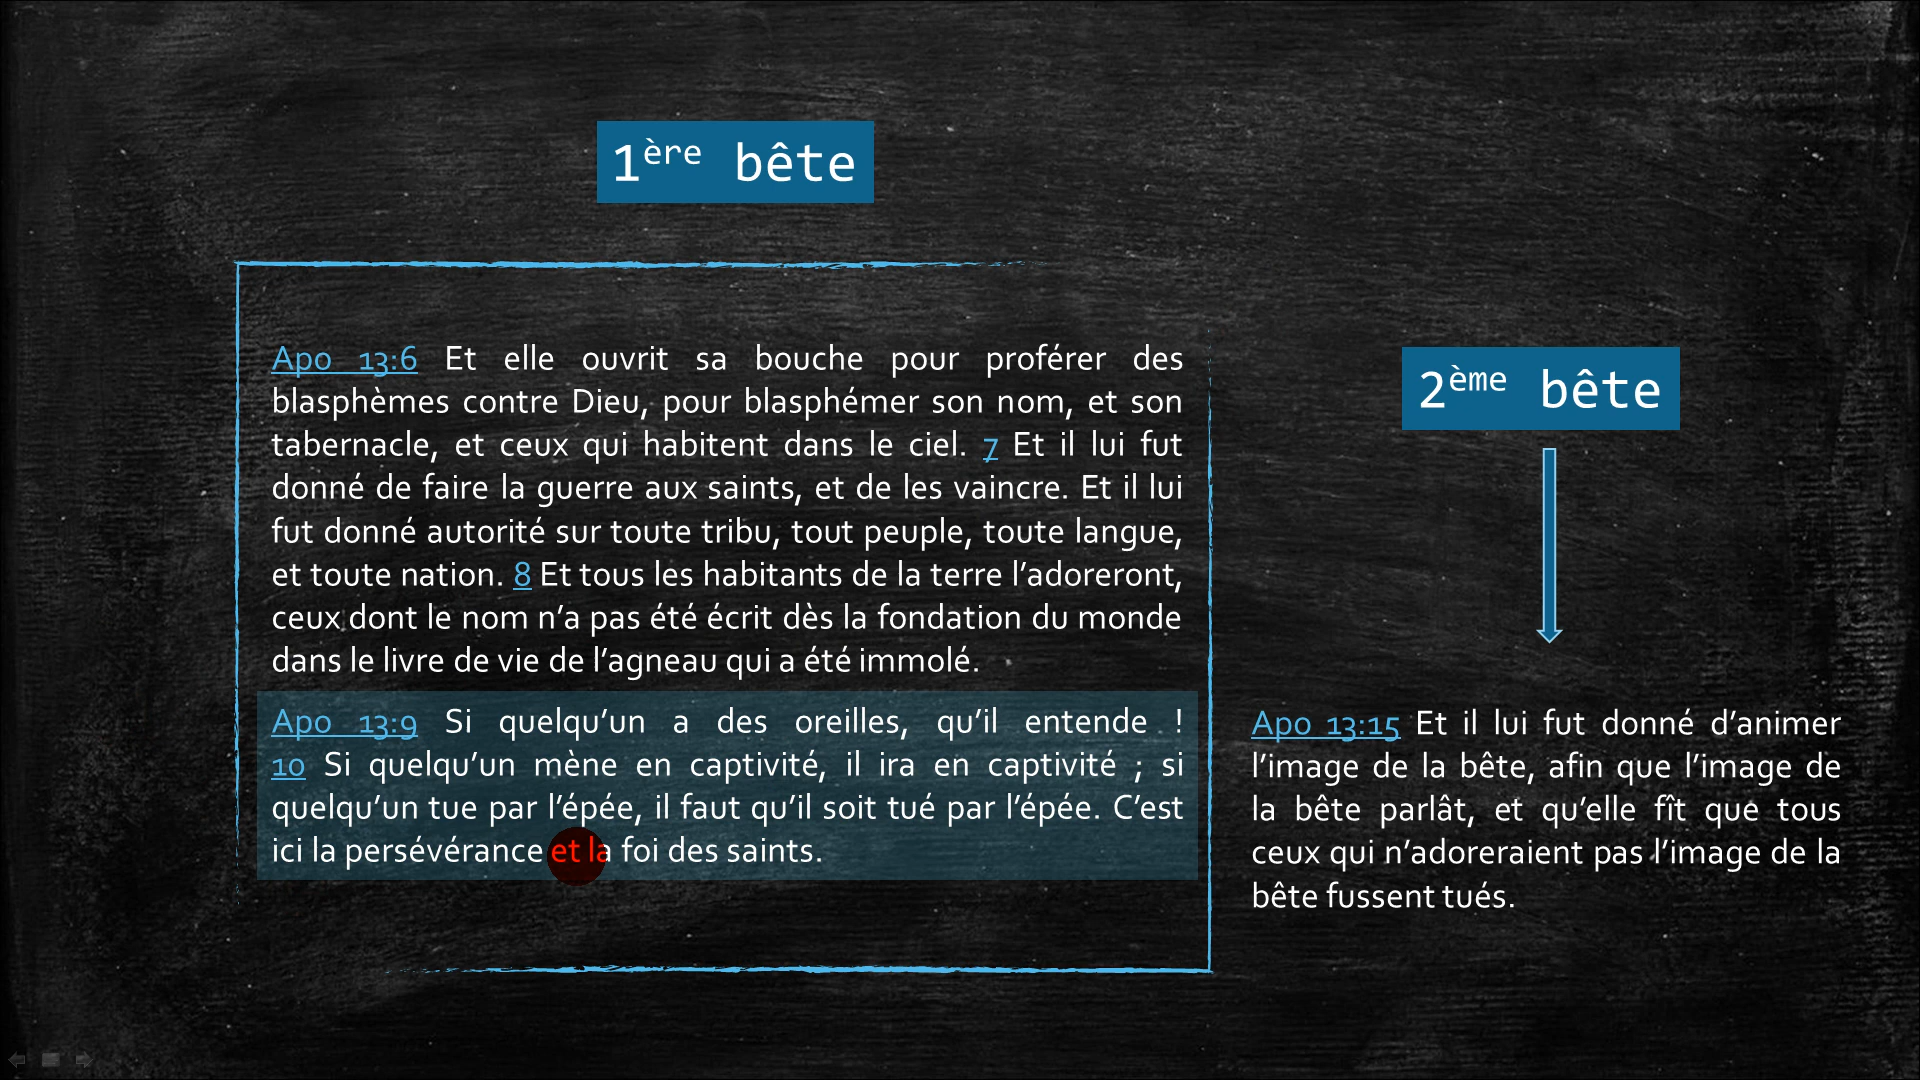 1ère bête
Apo 13:6 Et elle ouvrit sa bouche pour proférer des
blasphèmes contre Dieu, pour blasphémer son nom, et son
tabernacle, et ceux qui habitent dans le ciel. 7 Et il lui fut
donné de faire la guerre aux saints, et de les vaincre. Et il lui
fut donné autorité sur toute tribu, tout peuple, toute langue,
et toute nation. 8 Et tous les habitants de la terre l’adoreront,
ceux dont le nom n’a pas été écrit dès la fondation du monde
dans le livre de vie de l’agneau qui a été immolé.
Apo 13:9 Si quelqu’un a des oreilles, qu’il entende !
10 Si quelqu’un mène en captivité, il ira en captivité ; si
quelqu’un tue par l’épée, il faut qu’il soit tué par l’épée. C’est
ici la persévérance et la foi des saints.
2ème bête
Apo 13:15 Et il lui fut donné d’animer
l’image de la bête, afin que l’image de
la bête parlât, et qu’elle fît que tous
ceux qui n’adoreraient pas l’image de la
bête fussent tués.